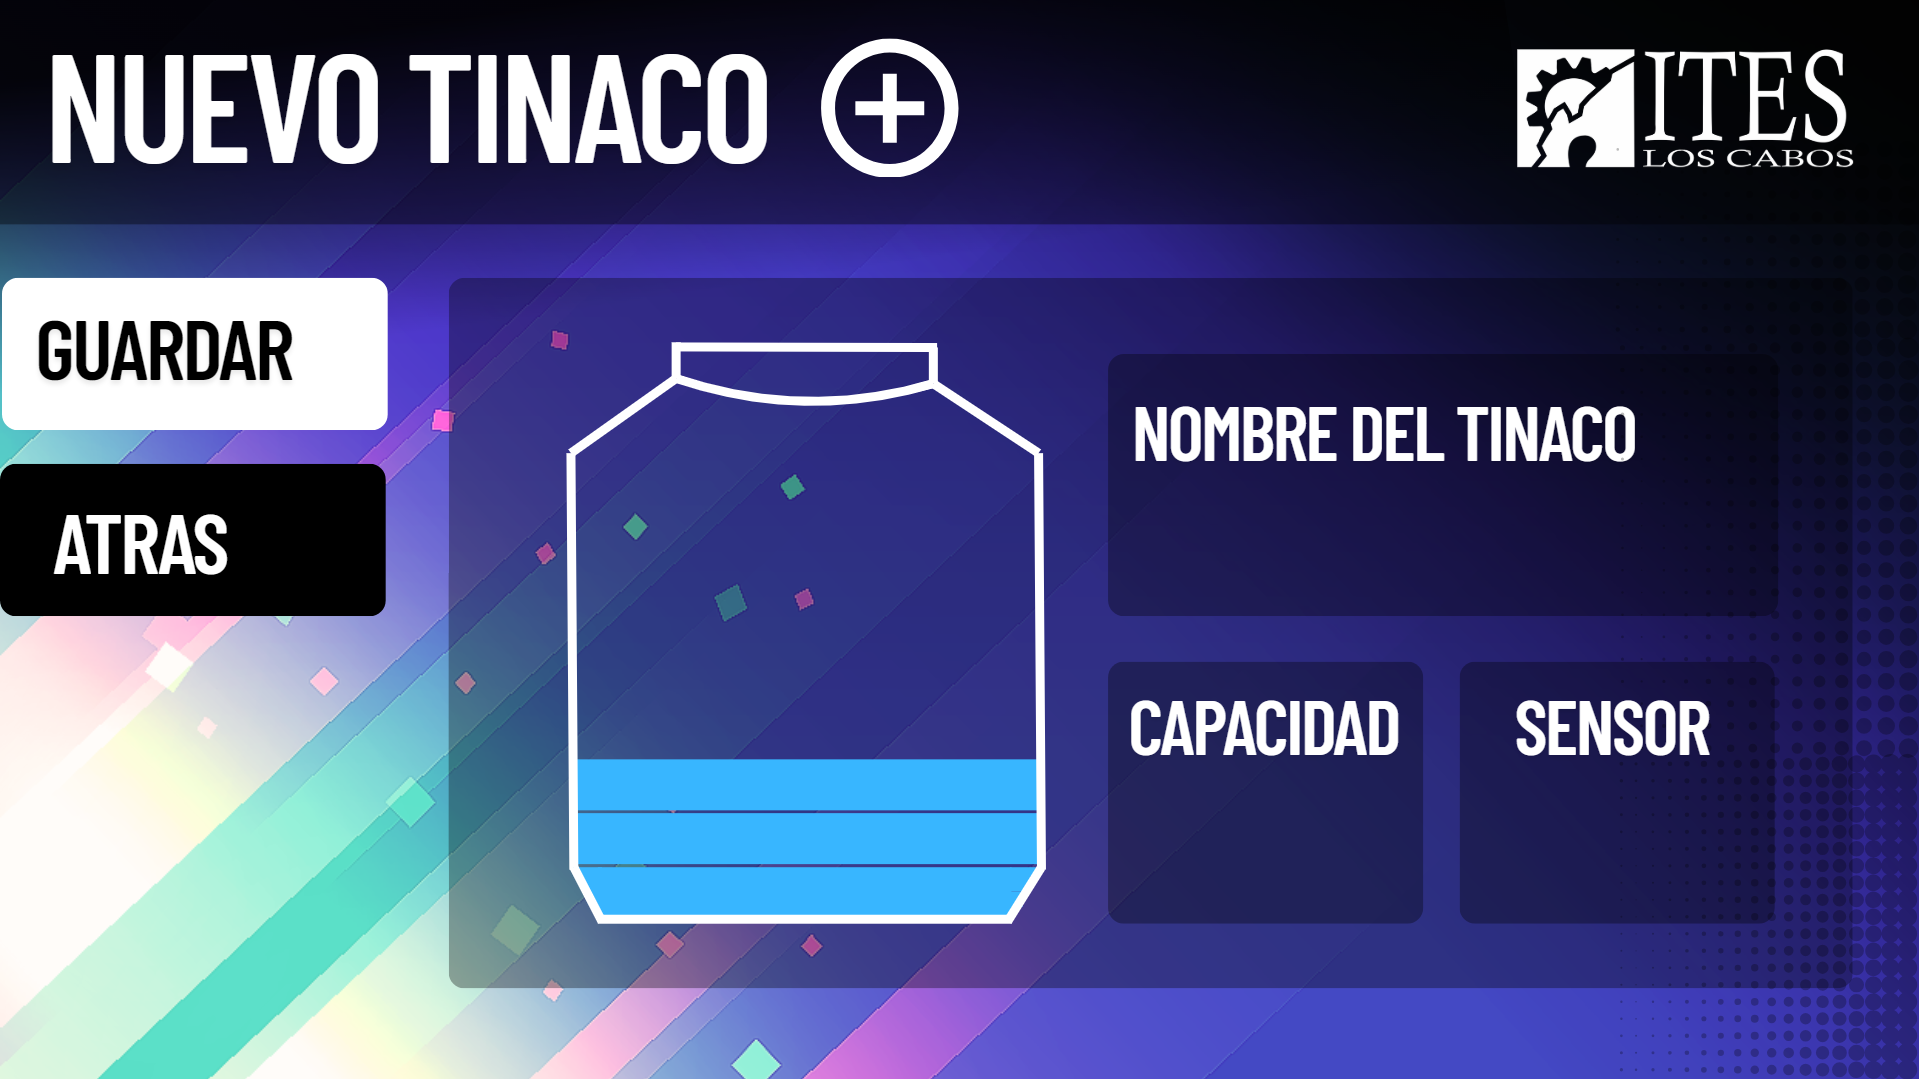 NUEVO TINACO
ITES
LOS CABOS
GUARDAR
ATRAS
NOMBRE DEL TINACO
CAPACIDAD
SENSOR